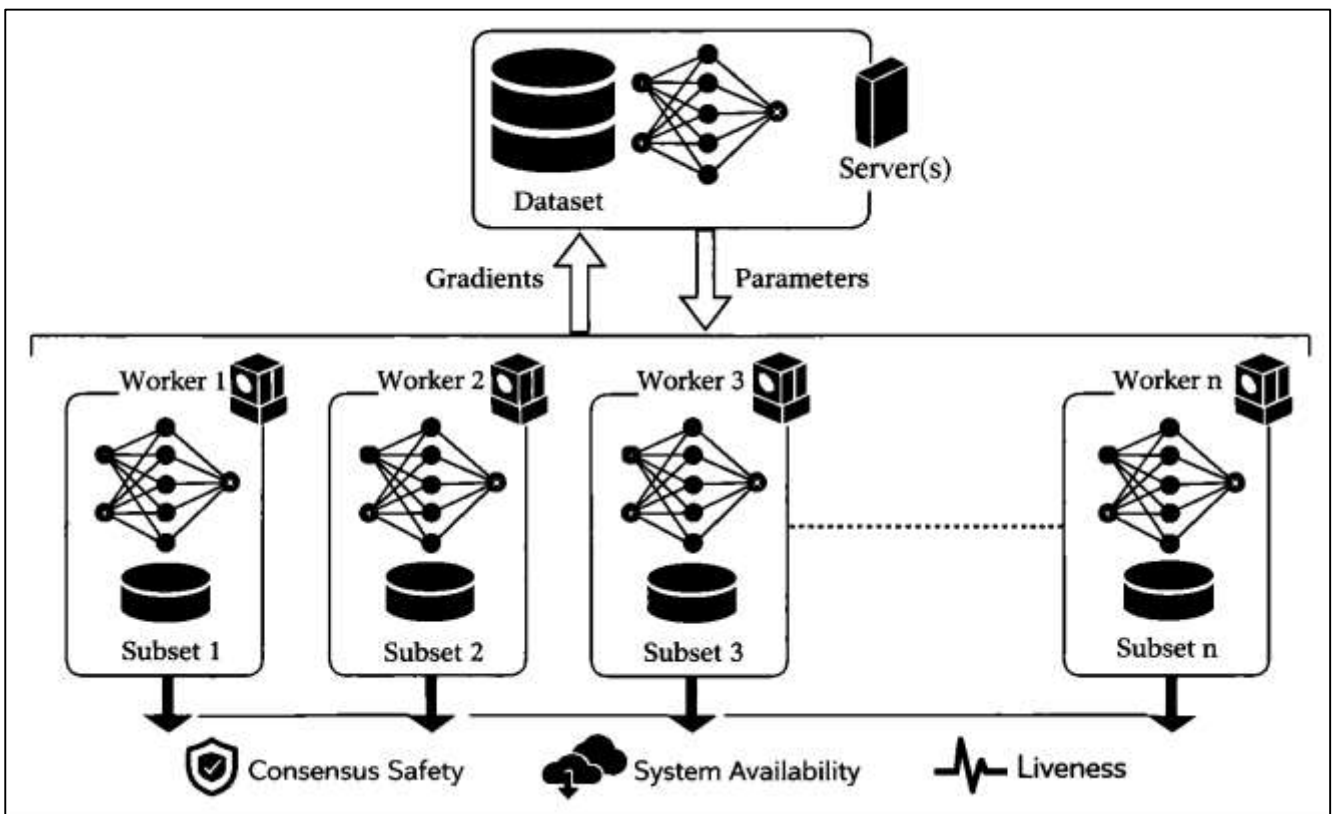 Dataset
Server(s)
Gradients
Parameters
Worker 1
Worker 2
Worker 3
Worker n
Subset 1
Subset 2
Subset 3
Subset n
Consensus Safety
System Availability
Liveness